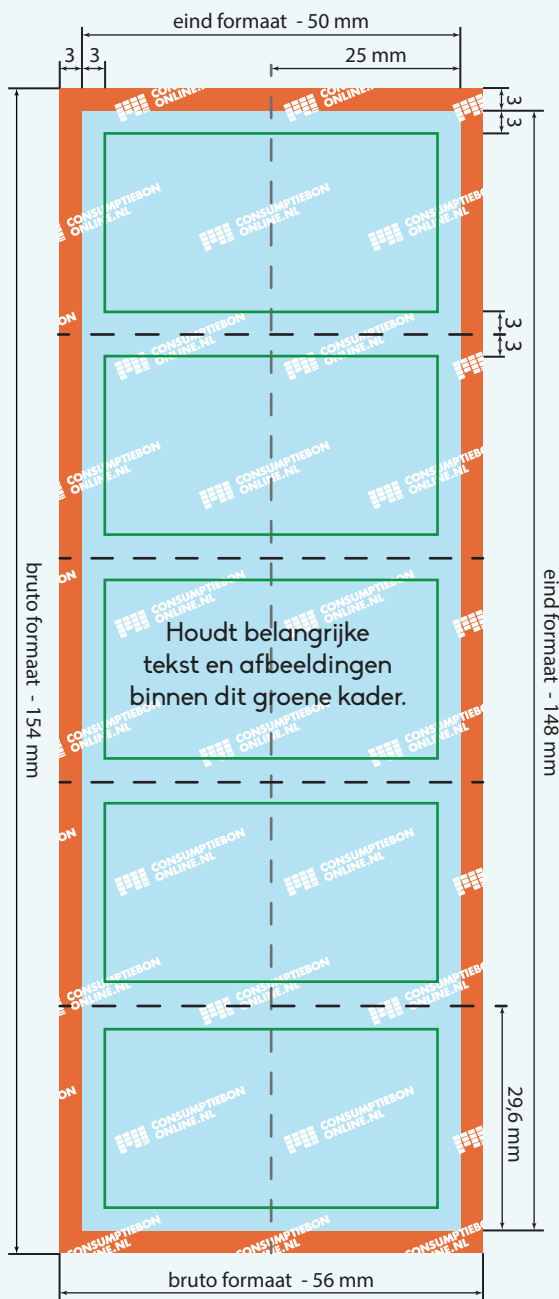 eind formaat - 50 mm
3
3
25 mm
3
3
3
3
bruto formaat - 154 mm
eind formaat - 148 mm
Houdt belangrijke
tekst en afbeeldingen
binnen dit groene kader.
29,6 mm
bruto formaat - 56 mm
CONSUMPTIEBON
ONLINE.NL